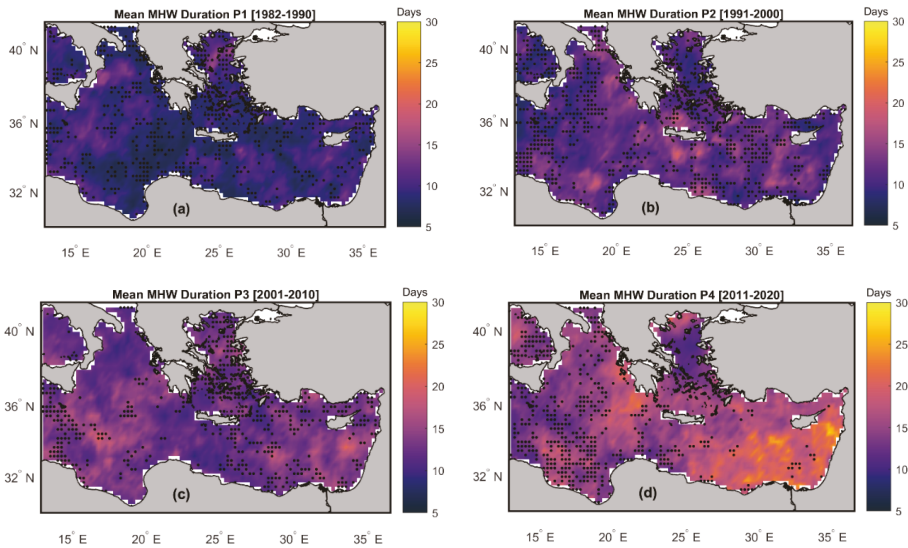 Mean MHW Duration P1 [1982-1990]
Days
30
25
20
15
10
5
40° N
36° N
32° N
(a)
15° E
20° E
25° E
30° E
35° E
Mean MHW Duration P2 [1991-2000]
Days
30
25
20
15
10
5
40° N
36° N
32° N
(b)
15° E
20° E
25° E
30° E
35° E
Mean MHW Duration P3 [2001-2010]
Days
30
25
20
15
10
5
40° N
36° N
32° N
(c)
15° E
20° E
25° E
30° E
35° E
Mean MHW Duration P4 [2011-2020]
Days
30
25
20
15
10
5
40° N
36° N
32° N
(d)
15° E
20° E
25° E
30° E
35° E